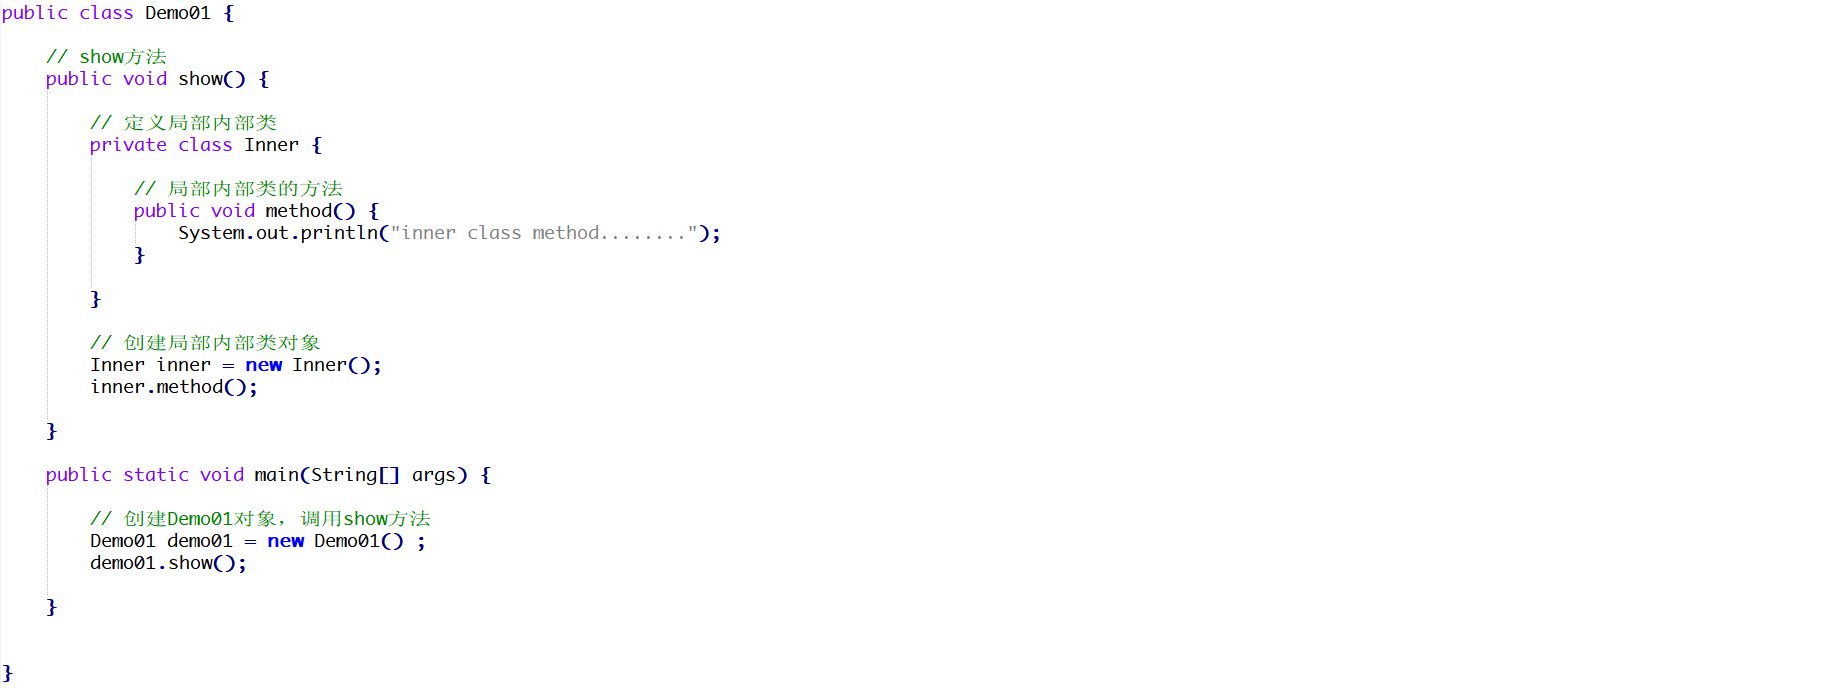 public class Demo01 {
// show方法
public void show() {
// 定义局部内部类
private class Inner {
// 局部内部类的方法
public void method() {
System.out.println("inner class method........");
}
}
// 创建局部内部类对象
Inner inner = new Inner();
inner.method();
}
public static void main(String[] args) {
// 创建Demo01对象，调用show方法
Demo01 demo01 = new Demo01() ;
demo01.show();
}
}